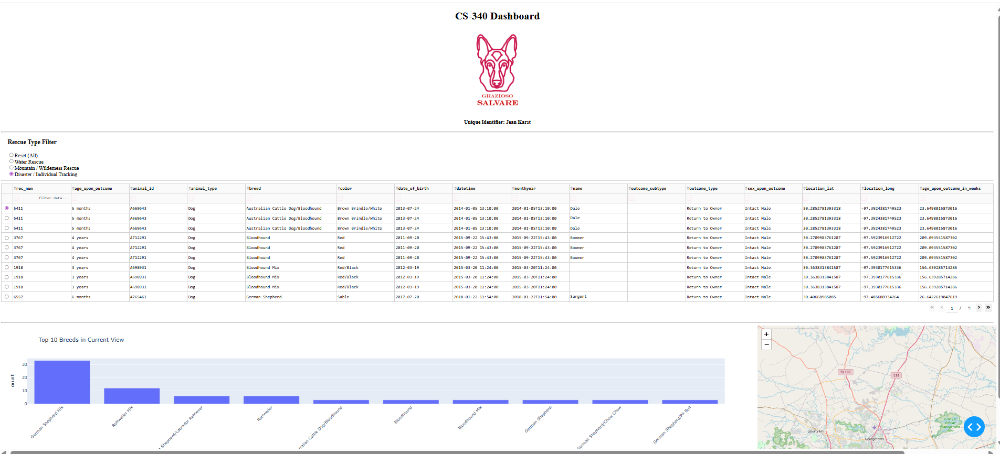 CS-340 Dashboard
GRAZIOSO
SALVARE
Unique Identifier: Jean Karst
Rescue Type Filter
Reset (All)
Water Rescue
Mountain / Wilderness Rescue
Disaster / Individual Tracking
rec_num age_upon_outcome animal_id animal_type breed color date_of_birth datetime monthyear name outcome_subtype outcome_type sex_upon_outcome location_lat location_long age_upon_outcome_in_weeks
filter data...
5411 5 months A669643 Dog Australian Cattle Dog/Bloodhound Brown Brindle/White 2013-07-24 2014-01-05 13:10:00 2014-01-05T13:10:00 Dale Return to Owner Intact Male 30.2852781393318 -97.3924381749523 23.6498015873016
5411 5 months A669643 Dog Australian Cattle Dog/Bloodhound Brown Brindle/White 2013-07-24 2014-01-05 13:10:00 2014-01-05T13:10:00 Dale Return to Owner Intact Male 30.2852781393318 -97.3924381749523 23.6498015873016
5411 5 months A669643 Dog Australian Cattle Dog/Bloodhound Brown Brindle/White 2013-07-24 2014-01-05 13:10:00 2014-01-05T13:10:00 Dale Return to Owner Intact Male 30.2852781393318 -97.3924381749523 23.6498015873016
3767 4 years A712291 Dog Bloodhound Red 2011-09-20 2015-09-22 15:43:00 2015-09-22T15:43:00 Boomer Return to Owner Intact Male 30.2709983761287 -97.5923916912722 209.093551587302
3767 4 years A712291 Dog Bloodhound Red 2011-09-20 2015-09-22 15:43:00 2015-09-22T15:43:00 Boomer Return to Owner Intact Male 30.2709983761287 -97.5923916912722 209.093551587302
3767 4 years A712291 Dog Bloodhound Red 2011-09-20 2015-09-22 15:43:00 2015-09-22T15:43:00 Boomer Return to Owner Intact Male 30.2709983761287 -97.5923916912722 209.093551587302
1918 3 years A698931 Dog Bloodhound Mix Red/Black 2012-03-19 2015-03-20 11:24:00 2015-03-20T11:24:00 Return to Owner Intact Male 30.3638313841587 -97.3930177615336 156.639285714286
1918 3 years A698931 Dog Bloodhound Mix Red/Black 2012-03-19 2015-03-20 11:24:00 2015-03-20T11:24:00 Return to Owner Intact Male 30.3638313841587 -97.3930177615336 156.639285714286
1918 3 years A698931 Dog Bloodhound Mix Red/Black 2012-03-19 2015-03-20 11:24:00 2015-03-20T11:24:00 Return to Owner Intact Male 30.3638313841587 -97.3930177615336 156.639285714286
6557 6 months A765461 Dog German Shepherd Sable 2017-07-20 2018-01-22 11:54:00 2018-01-22T11:54:00 Sargent Return to Owner Intact Male 30.40668985085 -97.485680334264 26.6422619047619
« ‹ 1 / 9 › »
Top 10 Breeds in Current View
count
30
20
10
0
German Shepherd Mix
Rottweiler Mix
Shepherd/Labrador Retriever
Rottweiler
tralian Cattle Dog/Bloodhound
Bloodhound
Bloodhound Mix
German Shepherd
German Shepherd/Chow Chow
German Shepherd/Pit Bull
+
−
TX 195
I 35
Granger
Wildlife
Management
Area
Liberty Hill
Williamson
County
Georgetown